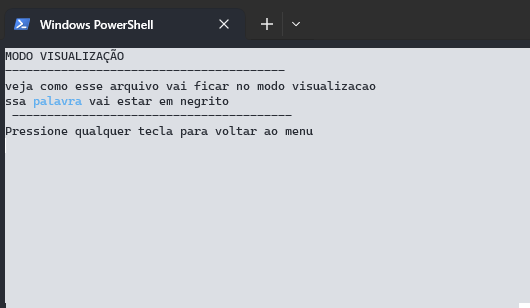 Windows PowerShell
MODO VISUALIZAÇÃO
----------------------------------------
veja como esse arquivo vai ficar no modo visualizacao
ssa palavra vai estar em negrito
----------------------------------------
Pressione qualquer tecla para voltar ao menu